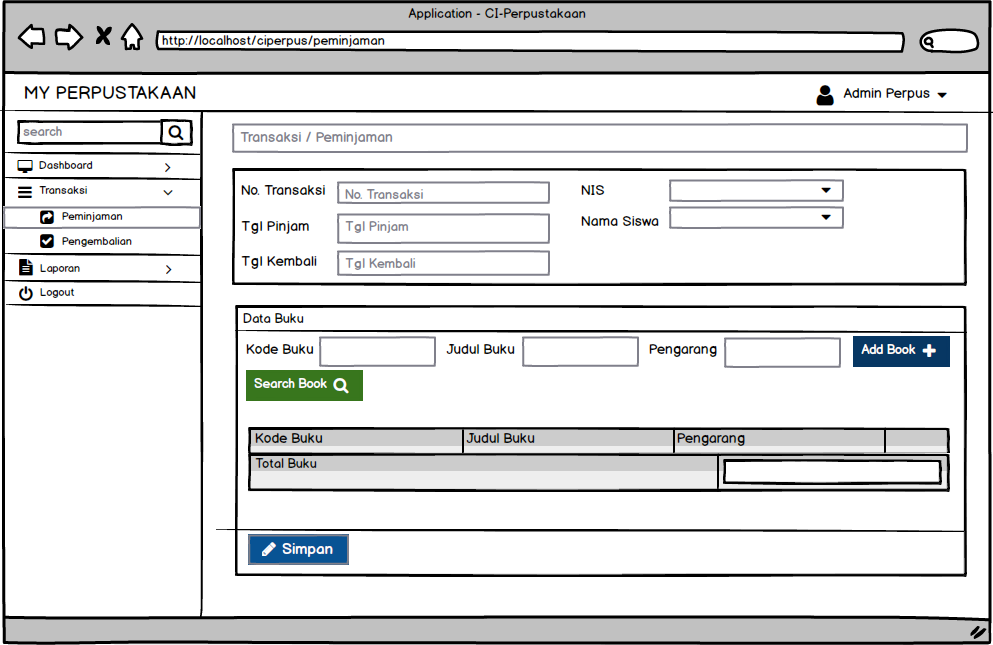 Application - CI-Perpustakaan
http://localhost/ciperpus/peminjaman
MY PERPUSTAKAAN
Admin Perpus
search
Dashboard
Transaksi
Peminjaman
Pengembalian
Laporan
Logout
Transaksi / Peminjaman
No. Transaksi No. Transaksi NIS
Tgl Pinjam Tgl Pinjam Nama Siswa
Tgl Kembali Tgl Kembali
Data Buku
Kode Buku Judul Buku Pengarang Add Book
Search Book
Kode Buku Judul Buku Pengarang
Total Buku
Simpan